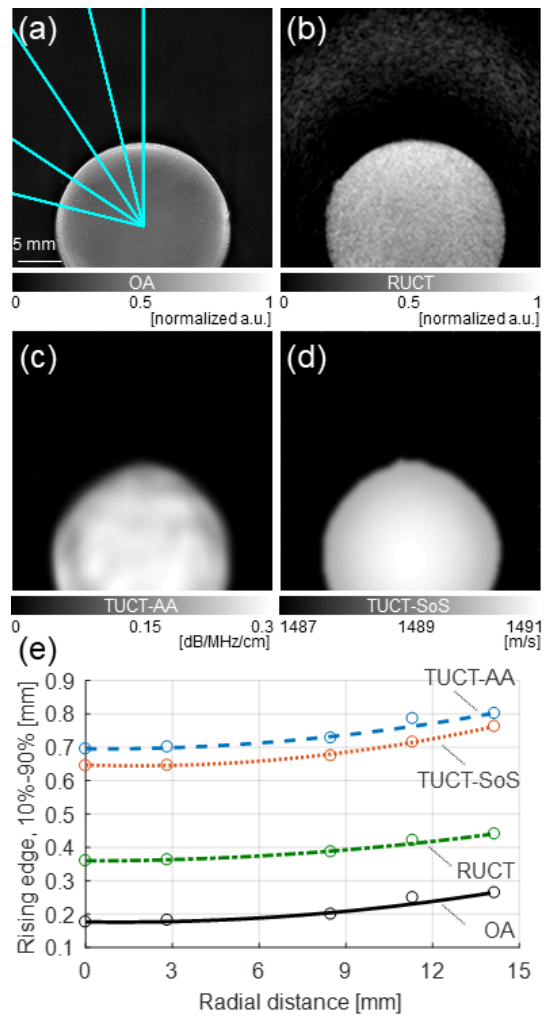 (a)
(b)
5 mm
OA
RUCT
0 0.5 1
0 0.5 1
[normalized a.u.]
[normalized a.u.]
(c)
(d)
TUCT-AA
TUCT-SoS
0 0.15 0.3
1487 1489 1491
[dB/MHz/cm]
[m/s]
(e)
Rising edge, 10%-90% [mm]
0.9
0.8
0.7
0.6
0.5
0.4
0.3
0.2
0.1
TUCT-AA
TUCT-SoS
RUCT
OA
0 3 6 9 12 15
Radial distance [mm]